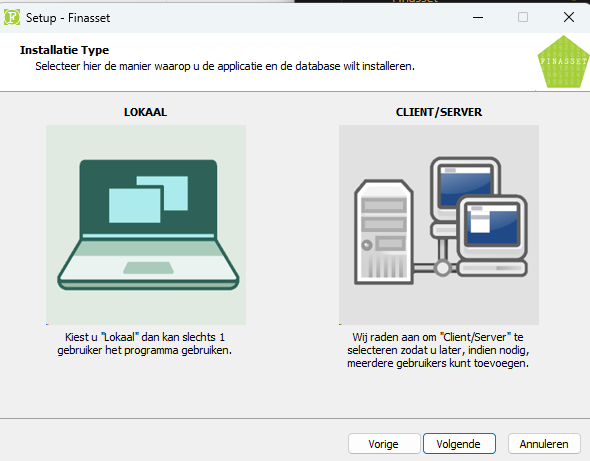 Finasset
Setup - Finasset
Installatie Type
Selecteer hier de manier waarop u de applicatie en de database wilt installeren.
FINASSET
LOKAAL
CLIENT/SERVER
Kiest u "Lokaal" dan kan slechts 1
gebruiker het programma gebruiken.
Wij raden aan om "Client/Server" te
selecteren zodat u later, indien nodig,
meerdere gebruikers kunt toevoegen.
Vorige
Volgende
Annuleren